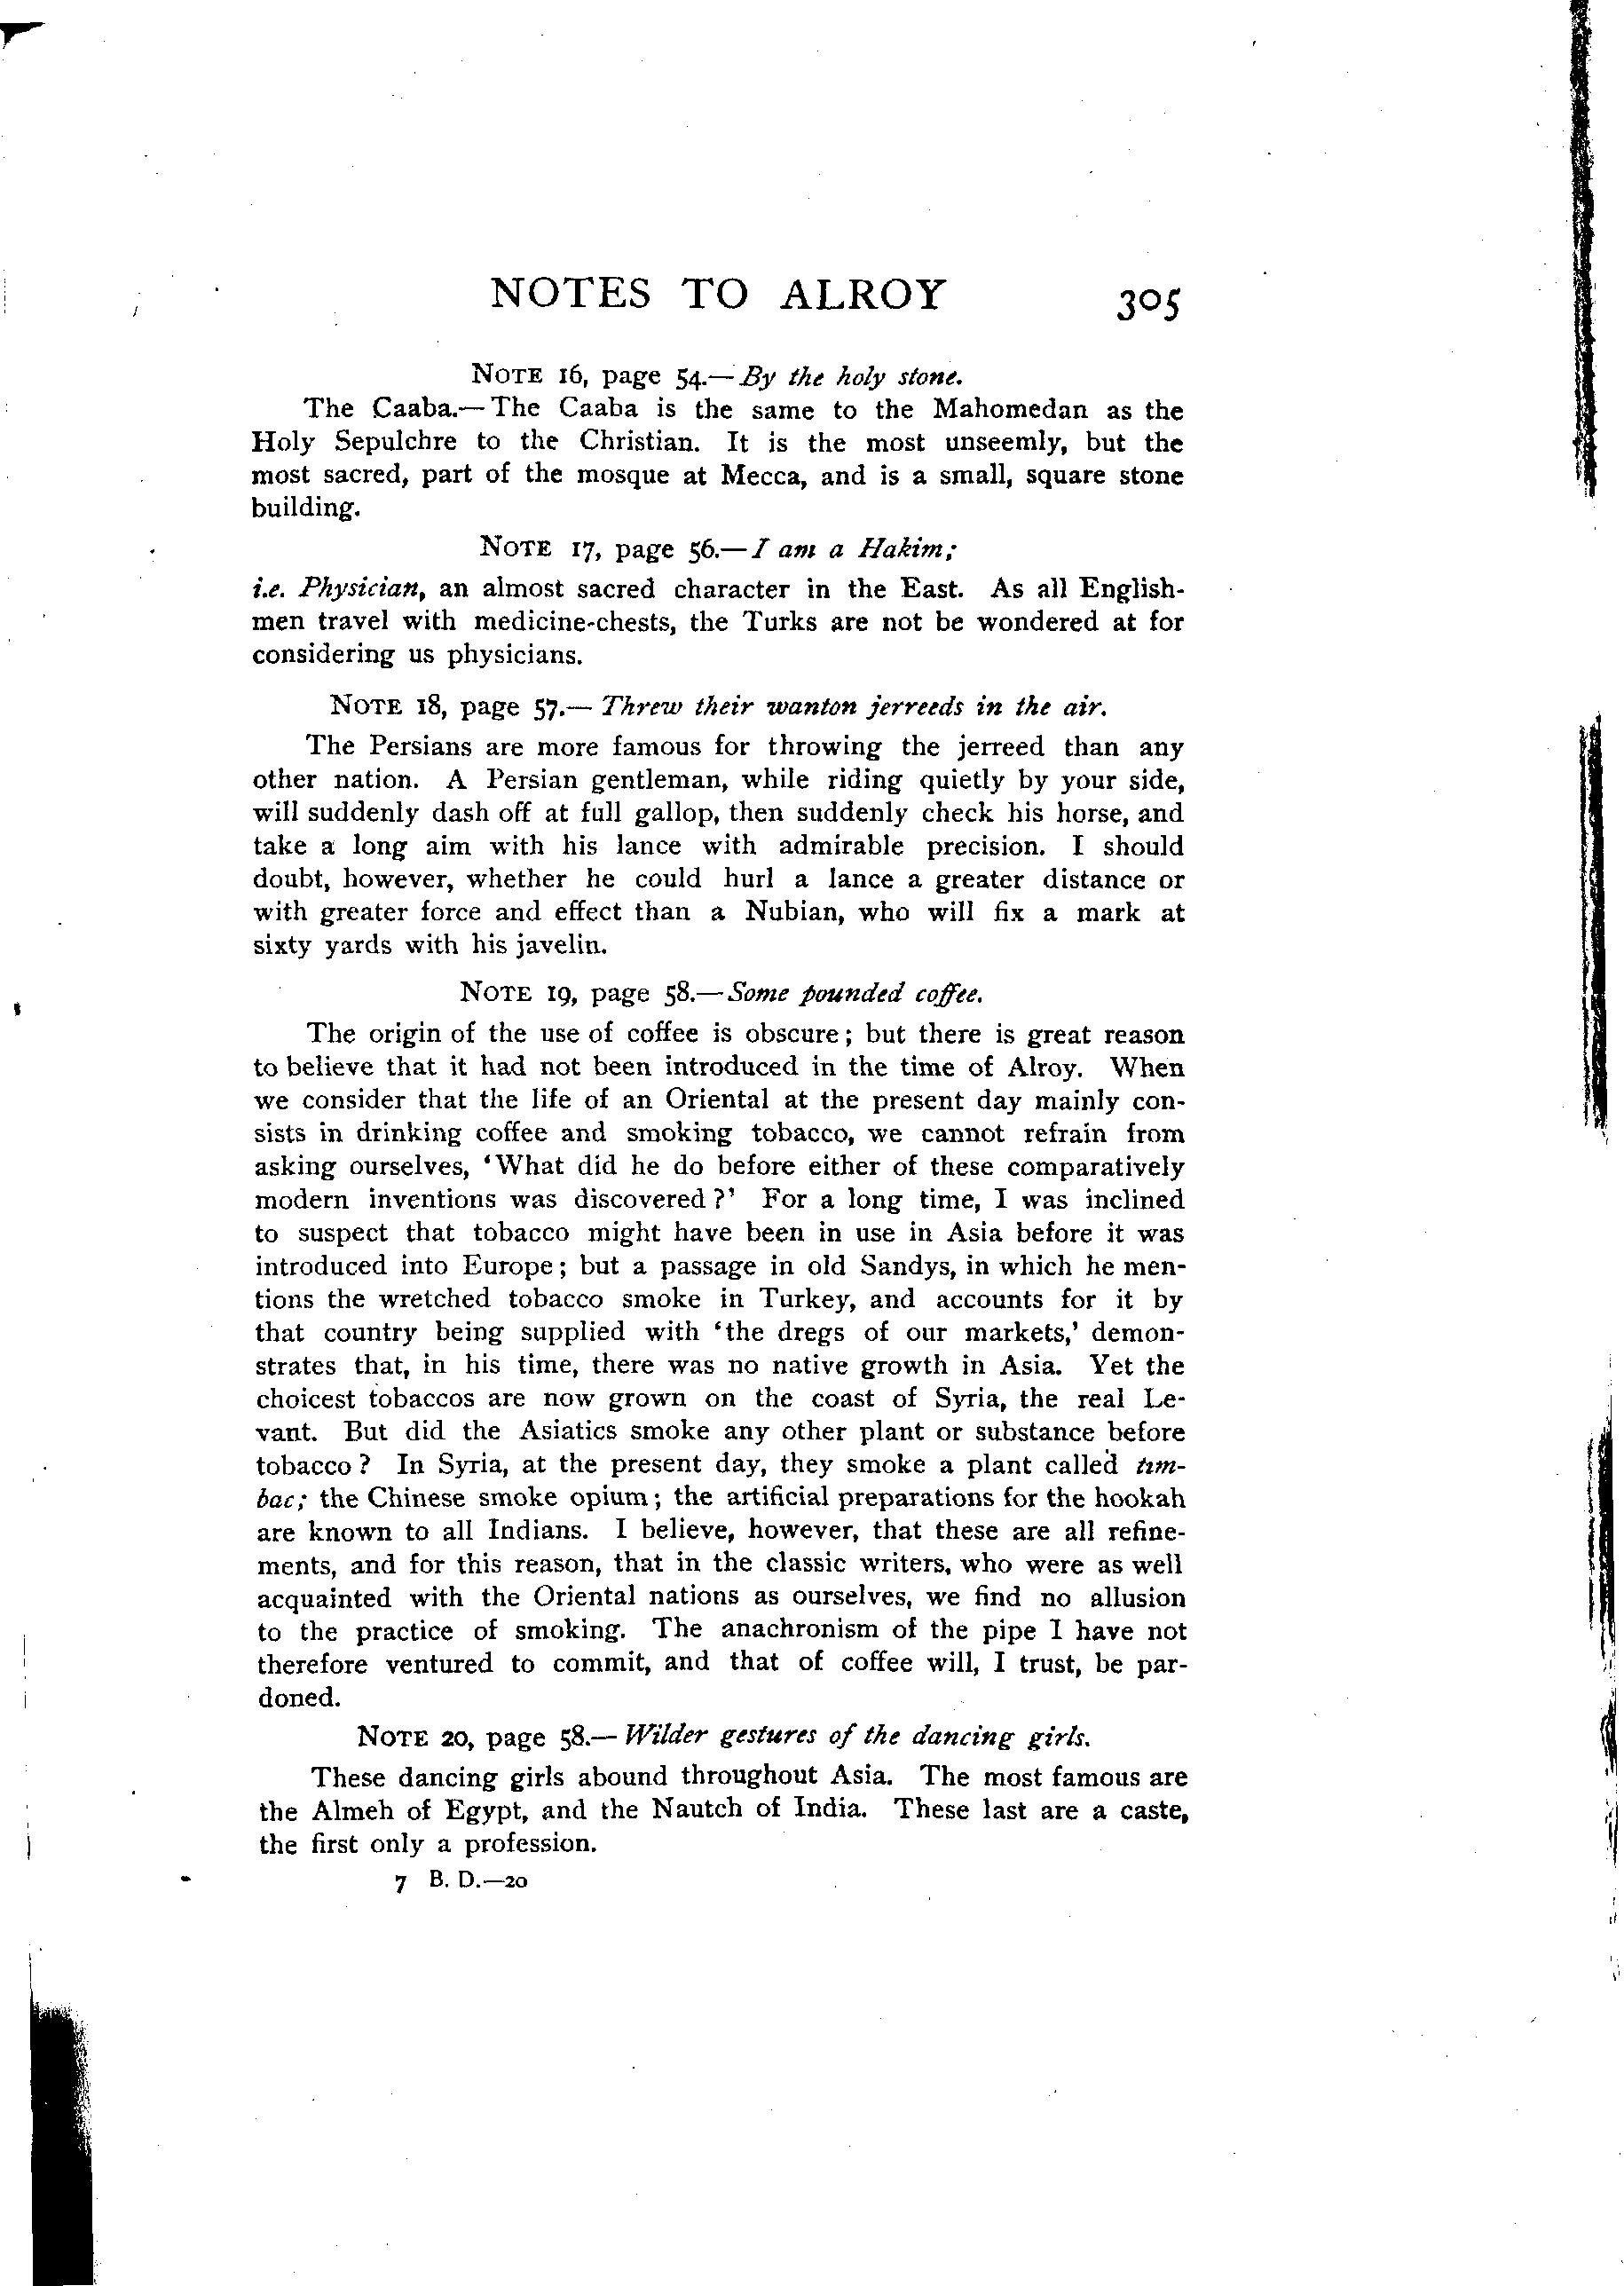 NOTES TO ALROY 305
NOTE 16, page 54.—By the holy stone.
The Caaba.—The Caaba is the same to the Mahomedan as the
Holy Sepulchre to the Christian. It is the most unseemly, but the
most sacred, part of the mosque at Mecca, and is a small, square stone
building.
NOTE 17, page 56.—I am a Hakim;
i.e. Physician, an almost sacred character in the East. As all English-
men travel with medicine-chests, the Turks are not be wondered at for
considering us physicians.
NOTE 18, page 57.—Threw their wanton jerreeds in the air.
The Persians are more famous for throwing the jerreed than any
other nation. A Persian gentleman, while riding quietly by your side,
will suddenly dash off at full gallop, then suddenly check his horse, and
take a long aim with his lance with admirable precision. I should
doubt, however, whether he could hurl a lance a greater distance or
with greater force and effect than a Nubian, who will fix a mark at
sixty yards with his javelin.
NOTE 19, page 58.—Some pounded coffee.
The origin of the use of coffee is obscure; but there is great reason
to believe that it had not been introduced in the time of Alroy. When
we consider that the life of an Oriental at the present day mainly con-
sists in drinking coffee and smoking tobacco, we cannot refrain from
asking ourselves, ‘What did he do before either of these comparatively
modern inventions was discovered?’ For a long time, I was inclined
to suspect that tobacco might have been in use in Asia before it was
introduced into Europe; but a passage in old Sandys, in which he men-
tions the wretched tobacco smoke in Turkey, and accounts for it by
that country being supplied with ‘the dregs of our markets,’ demon-
strates that, in his time, there was no native growth in Asia. Yet the
choicest tobaccos are now grown on the coast of Syria, the real Le-
vant. But did the Asiatics smoke any other plant or substance before
tobacco? In Syria, at the present day, they smoke a plant called tim-
bac; the Chinese smoke opium; the artificial preparations for the hookah
are known to all Indians. I believe, however, that these are all refine-
ments, and for this reason, that in the classic writers, who were as well
acquainted with the Oriental nations as ourselves, we find no allusion
to the practice of smoking. The anachronism of the pipe I have not
therefore ventured to commit, and that of coffee will, I trust, be par-
doned.
NOTE 20, page 58.—Wilder gestures of the dancing girls.
These dancing girls abound throughout Asia. The most famous are
the Almeh of Egypt, and the Nautch of India. These last are a caste,
the first only a profession.
7 B. D.—20